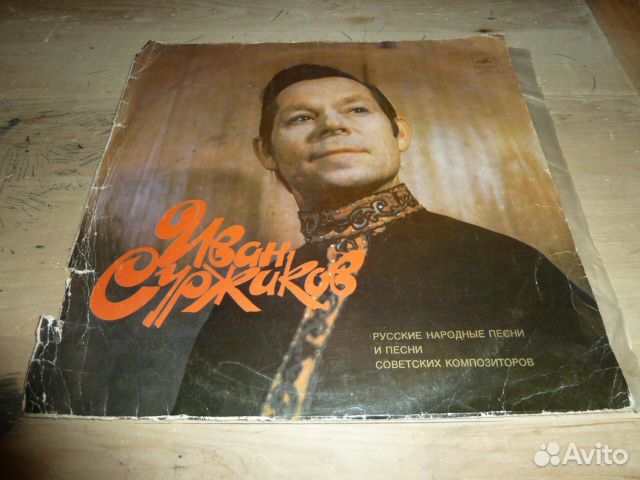 Иван
Суржиков
РУССКИЕ НАРОДНЫЕ ПЕСНИ
И ПЕСНИ
СОВЕТСКИХ КОМПОЗИТОРОВ
Avito